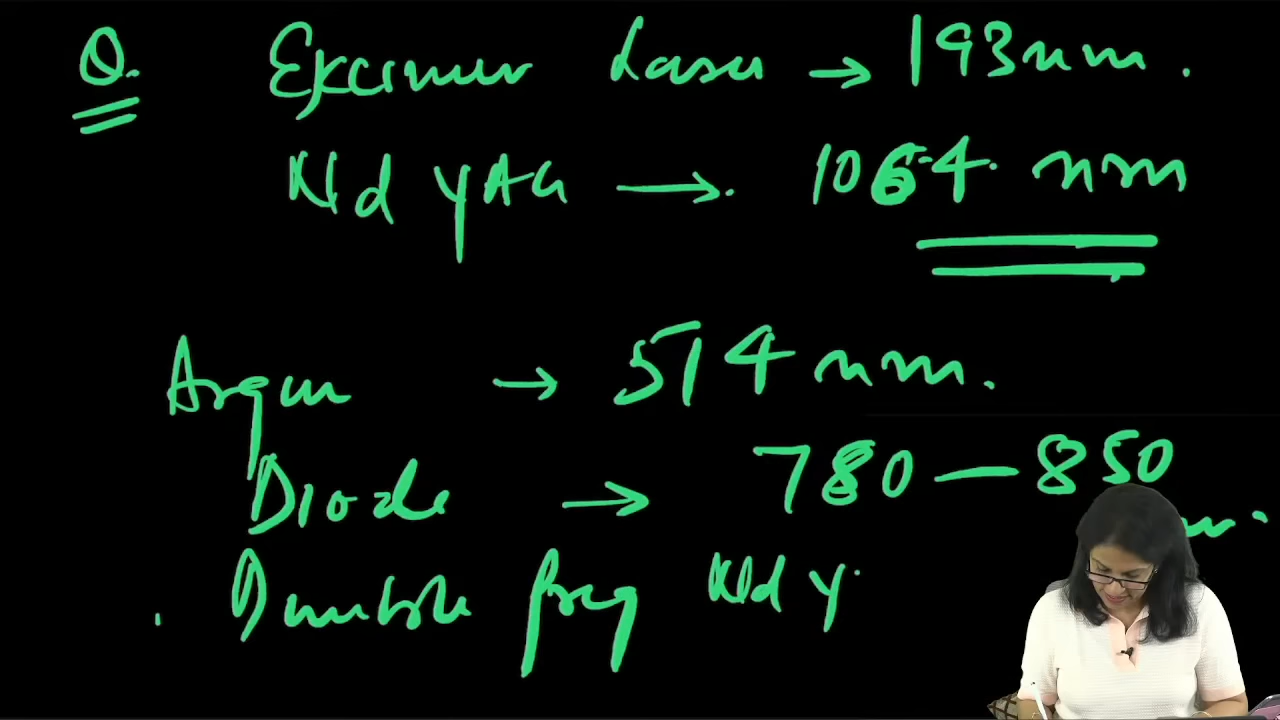 Q. Excimer Laser → 193nm.
Nd YAG → 1064 nm
Argon → 514 nm.
Diode → 780 — 850
Double freq Nd Y